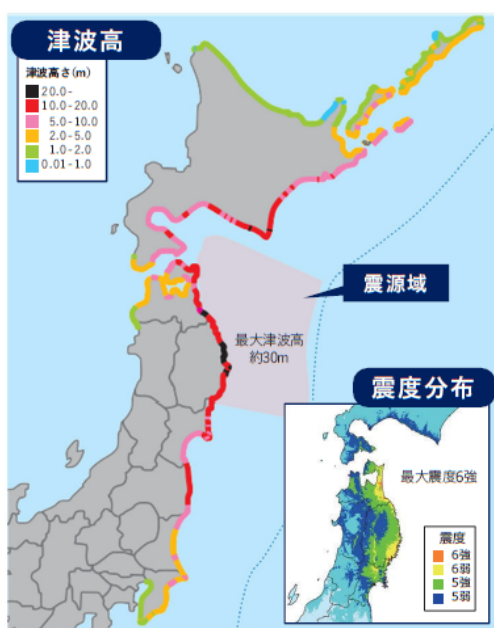 津波高
津波高さ(m)
20.0-
10.0-20.0
5.0-10.0
2.0-5.0
1.0-2.0
0.01-1.0
震源域
最大津波高
約30m
震度分布
最大震度6強
震度
6強
6弱
5強
5弱